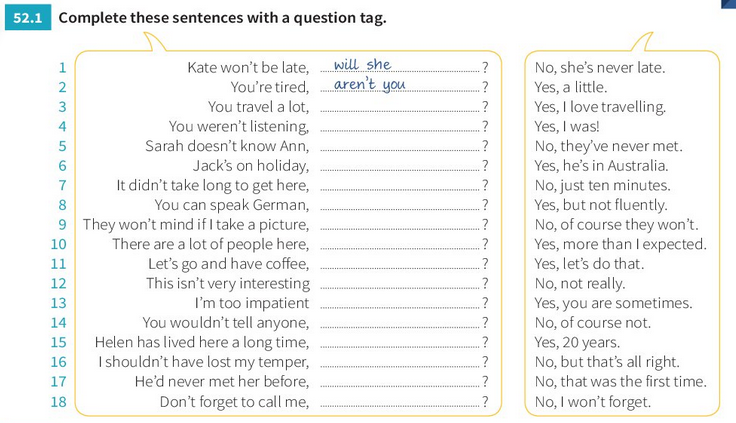 52.1 Complete these sentences with a question tag.
1 Kate won't be late, will she ? No, she's never late.
2 You're tired, aren't you ? Yes, a little.
3 You travel a lot, ? Yes, I love travelling.
4 You weren't listening, ? Yes, I was!
5 Sarah doesn't know Ann, ? No, they've never met.
6 Jack's on holiday, ? Yes, he's in Australia.
7 It didn't take long to get here, ? No, just ten minutes.
8 You can speak German, ? Yes, but not fluently.
9 They won't mind if I take a picture, ? No, of course they won't.
10 There are a lot of people here, ? Yes, more than I expected.
11 Let's go and have coffee, ? Yes, let's do that.
12 This isn't very interesting ? No, not really.
13 I'm too impatient ? Yes, you are sometimes.
14 You wouldn't tell anyone, ? No, of course not.
15 Helen has lived here a long time, ? Yes, 20 years.
16 I shouldn't have lost my temper, ? No, but that's all right.
17 He'd never met her before, ? No, that was the first time.
18 Don't forget to call me, ? No, I won't forget.